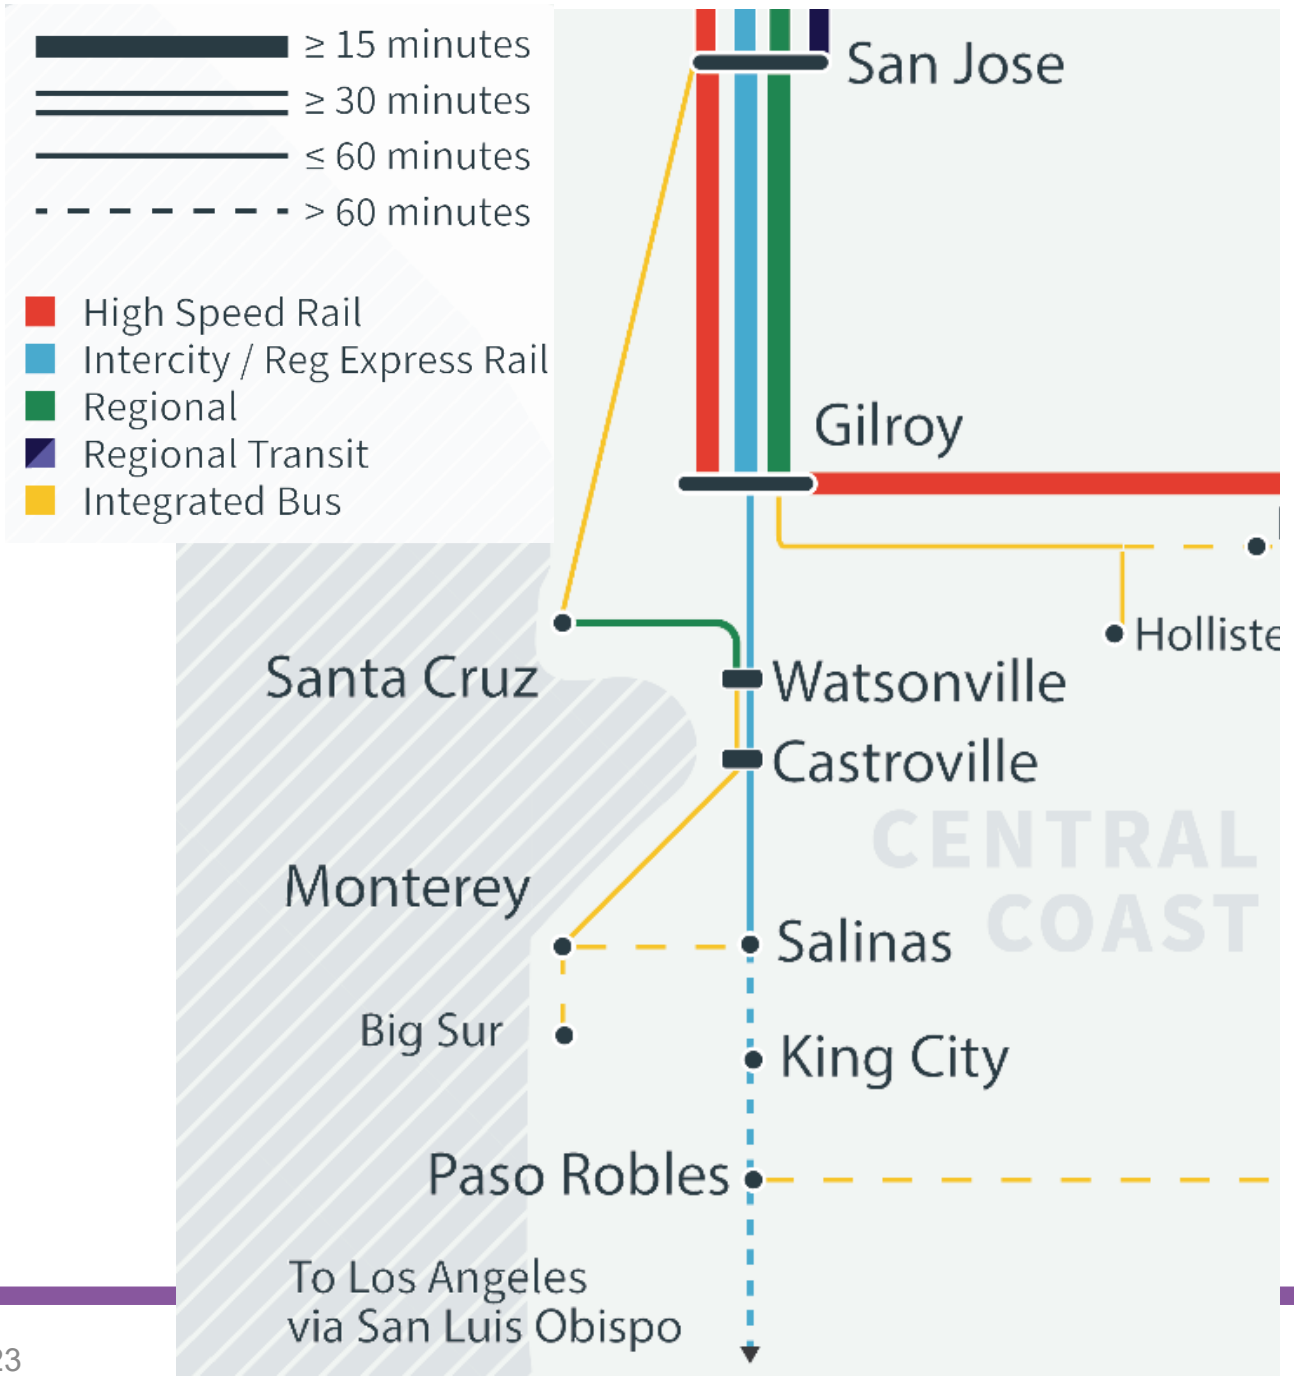 ≥ 15 minutes
≥ 30 minutes
≤ 60 minutes
> 60 minutes
High Speed Rail
Intercity / Reg Express Rail
Regional
Regional Transit
Integrated Bus
San Jose
Gilroy
Holliste
Santa Cruz
Watsonville
Castroville
CENTRAL
COAST
Monterey
Salinas
Big Sur
King City
Paso Robles
To Los Angeles
via San Luis Obispo
23